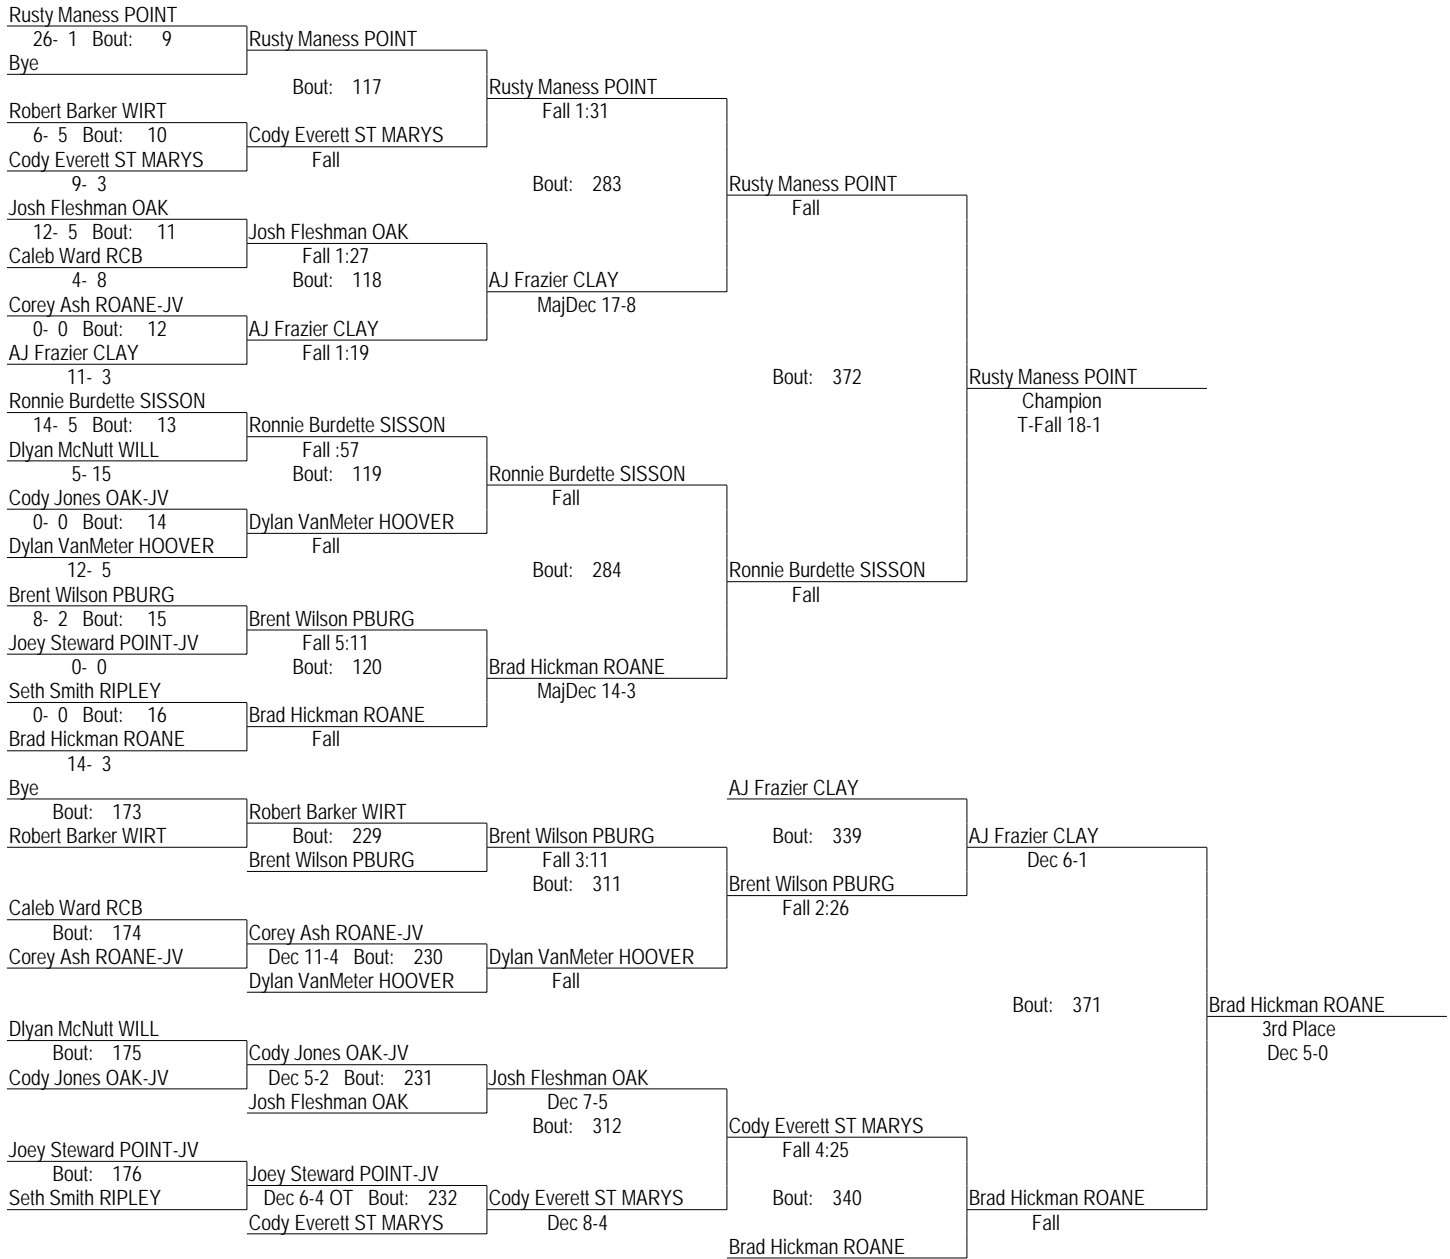 Rusty Maness POINT
26- 1 Bout: 9 Rusty Maness POINT
Bye
Bout: 117 Rusty Maness POINT
Robert Barker WIRT Fall 1:31
6- 5 Bout: 10 Cody Everett ST MARYS
Cody Everett ST MARYS Fall
9- 3 Bout: 283 Rusty Maness POINT
Josh Fleshman OAK Fall
12- 5 Bout: 11 Josh Fleshman OAK
Caleb Ward RCB Fall 1:27
4- 8 Bout: 118 AJ Frazier CLAY
Corey Ash ROANE-JV MajDec 17-8
0- 0 Bout: 12 AJ Frazier CLAY
AJ Frazier CLAY Fall 1:19
11- 3 Bout: 372 Rusty Maness POINT
Ronnie Burdette SISSON Champion
14- 5 Bout: 13 Ronnie Burdette SISSON T-Fall 18-1
Dlyan McNutt WILL Fall :57
5- 15 Bout: 119 Ronnie Burdette SISSON
Cody Jones OAK-JV Fall
0- 0 Bout: 14 Dylan VanMeter HOOVER
Dylan VanMeter HOOVER Fall
12- 5 Bout: 284 Ronnie Burdette SISSON
Brent Wilson PBURG Fall
8- 2 Bout: 15 Brent Wilson PBURG
Joey Steward POINT-JV Fall 5:11
0- 0 Bout: 120 Brad Hickman ROANE
Seth Smith RIPLEY MajDec 14-3
0- 0 Bout: 16 Brad Hickman ROANE
Brad Hickman ROANE Fall
14- 3
Bye AJ Frazier CLAY
Bout: 173 Robert Barker WIRT
Robert Barker WIRT Bout: 229 Brent Wilson PBURG Bout: 339 AJ Frazier CLAY
Brent Wilson PBURG Fall 3:11 Dec 6-1
Bout: 311 Brent Wilson PBURG
Caleb Ward RCB Fall 2:26
Bout: 174 Corey Ash ROANE-JV
Corey Ash ROANE-JV Dec 11-4 Bout: 230 Dylan VanMeter HOOVER
Dylan VanMeter HOOVER Fall
Bout: 371 Brad Hickman ROANE
Dlyan McNutt WILL 3rd Place
Bout: 175 Cody Jones OAK-JV Dec 5-0
Cody Jones OAK-JV Dec 5-2 Bout: 231 Josh Fleshman OAK
Josh Fleshman OAK Dec 7-5
Bout: 312 Cody Everett ST MARYS
Joey Steward POINT-JV Fall 4:25
Bout: 176 Joey Steward POINT-JV
Seth Smith RIPLEY Dec 6-4 OT Bout: 232 Cody Everett ST MARYS Bout: 340 Brad Hickman ROANE
Cody Everett ST MARYS Dec 8-4 Fall
Brad Hickman ROANE